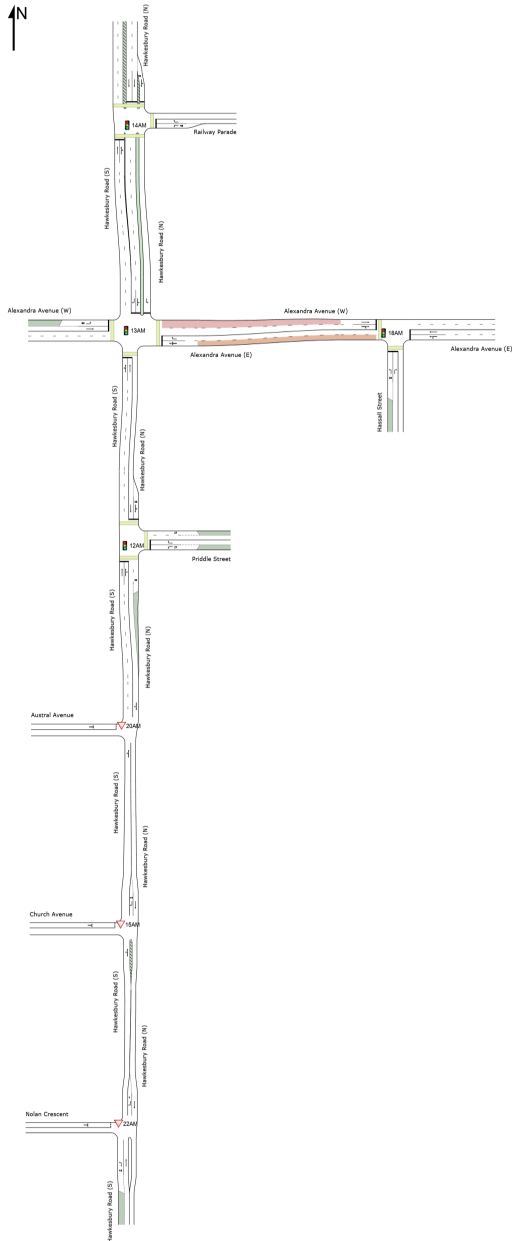 N
Hawkesbury Road (N)
14AM
Railway Parade
Hawkesbury Road (S)
Hawkesbury Road (N)
Alexandra Avenue (W)
Alexandra Avenue (W)
13AM
18AM
Alexandra Avenue (E)
Alexandra Avenue (E)
Hassall Street
Hawkesbury Road (S)
Hawkesbury Road (N)
12AM
Priddle Street
Hawkesbury Road (S)
Hawkesbury Road (N)
Austral Avenue
20AM
Hawkesbury Road (S)
Hawkesbury Road (N)
Church Avenue
15AM
Hawkesbury Road (S)
Hawkesbury Road (N)
Nolan Crescent
22AM
Hawkesbury Road (S)